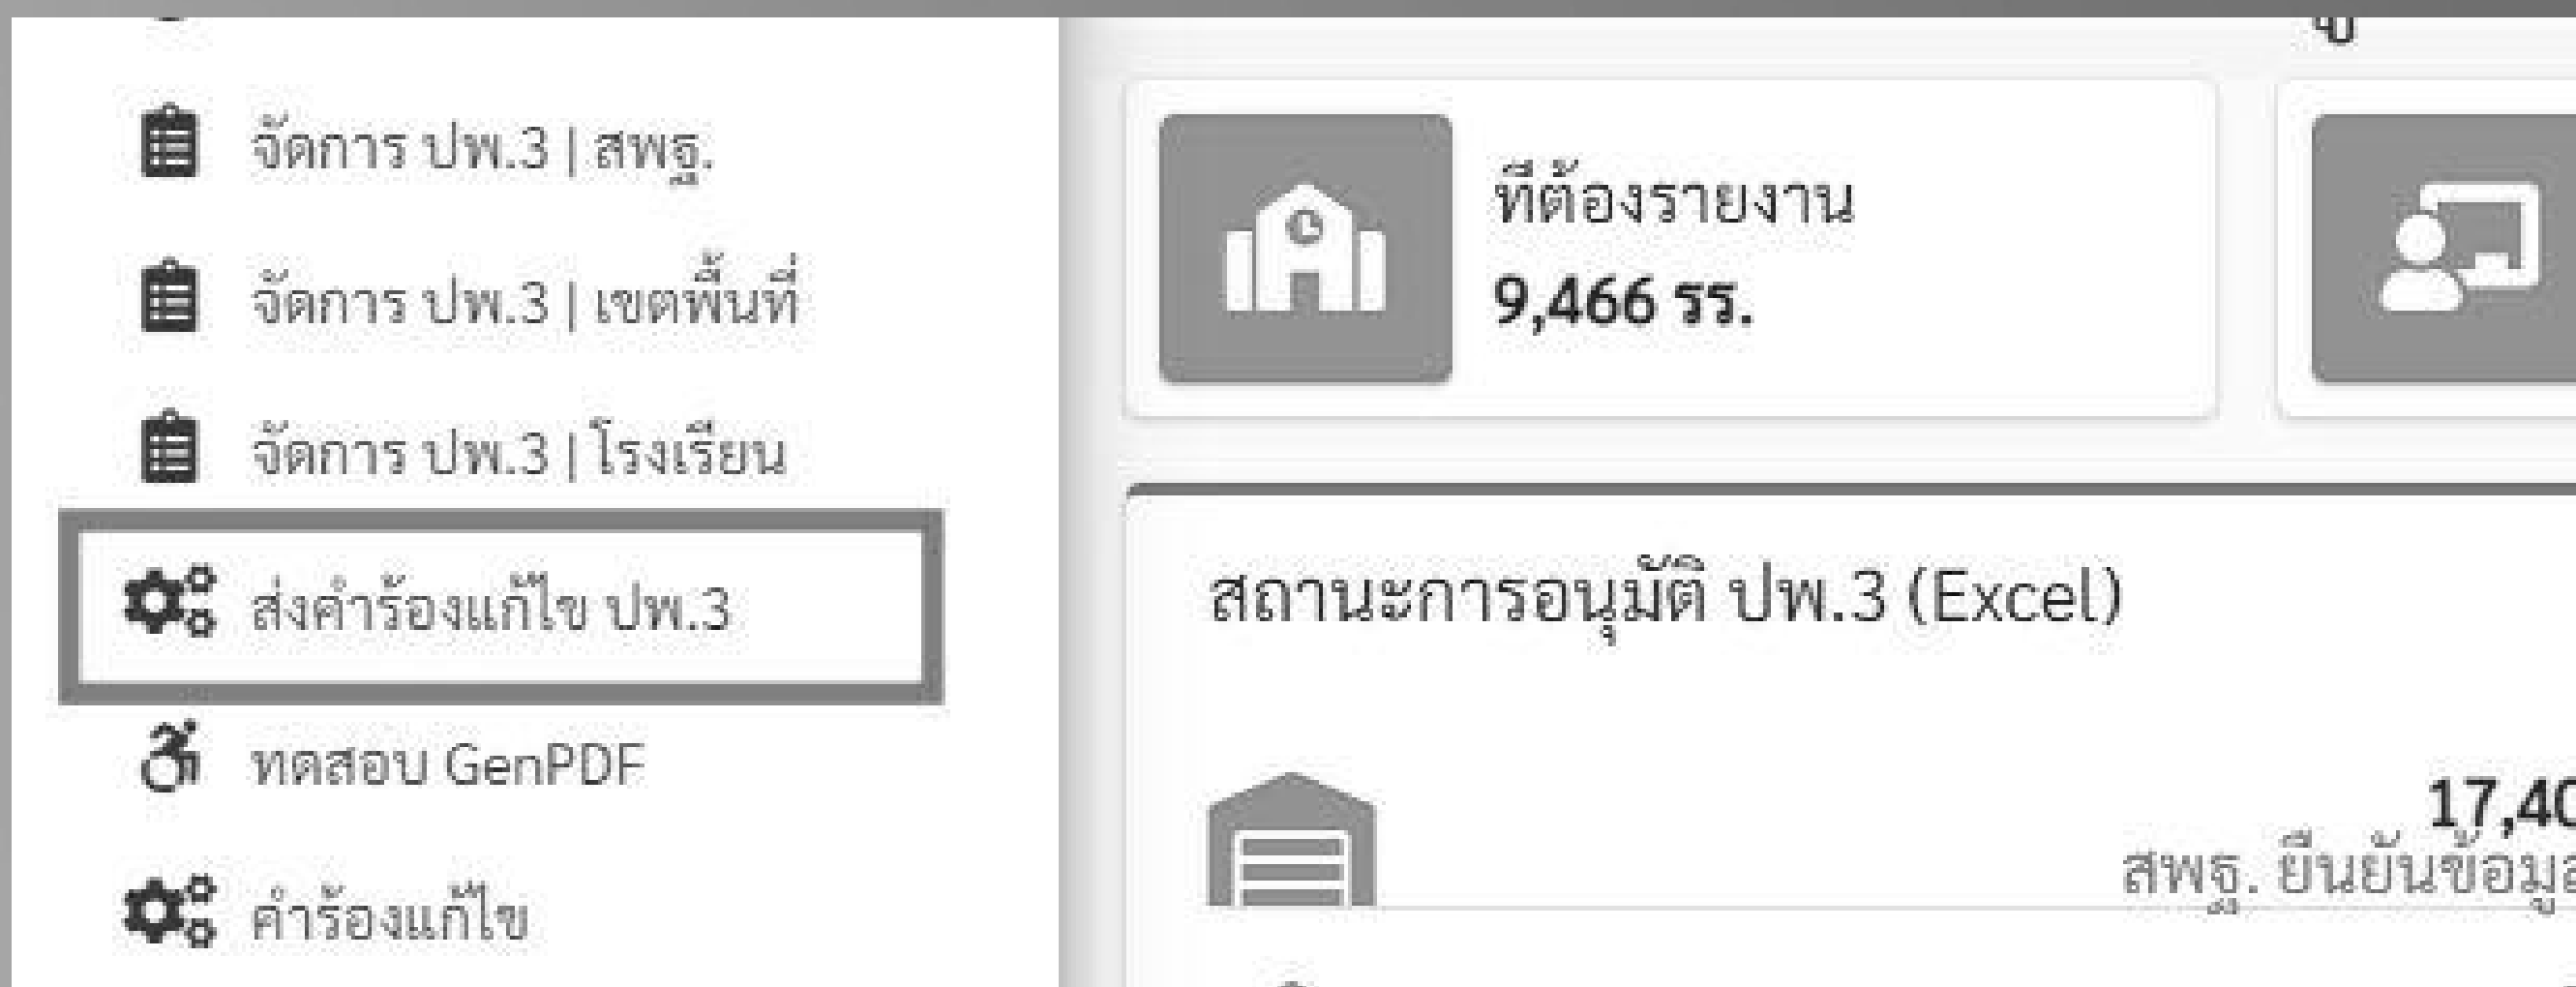 จัดการ ปพ.3 | สพฐ.
จัดการ ปพ.3 | เขตพื้นที่
จัดการ ปพ.3 | โรงเรียน
ส่งคำร้องแก้ไข ปพ.3
ทดสอบ GenPDF
คำร้องแก้ไข
ที่ต้องรายงาน
9,466 รร.
สถานะการอนุมัติ ปพ.3 (Excel)
17,40
สพฐ. ยืนยันข้อมูล